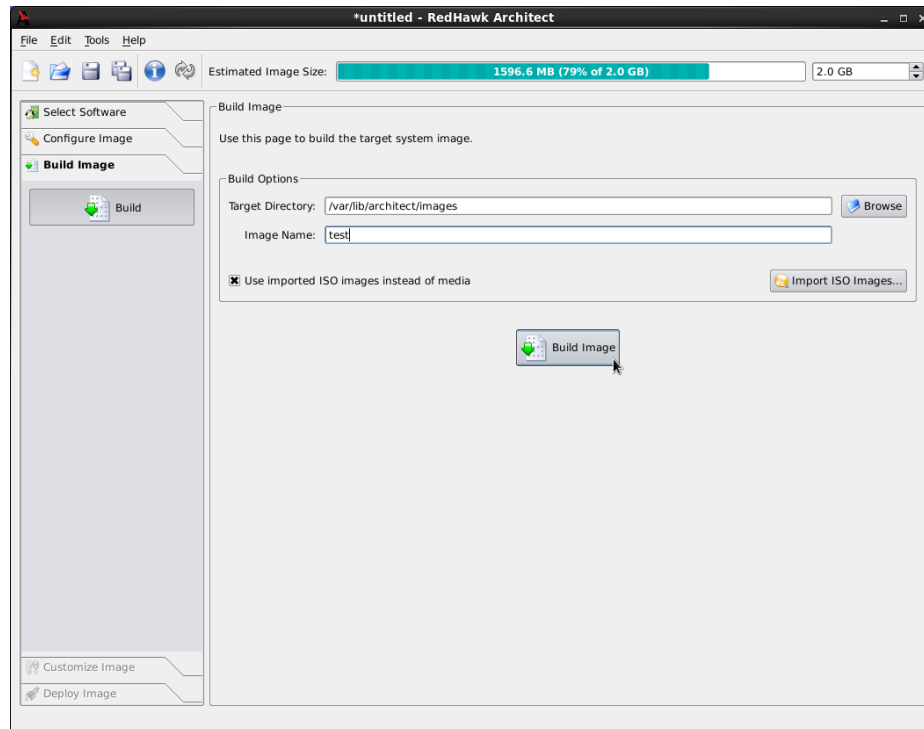 *untitled - RedHawk Architect
File Edit Tools Help
Estimated Image Size: 1596.6 MB (79% of 2.0 GB) 2.0 GB
Select Software
Configure Image
Build Image
Build
Build Image
Use this page to build the target system image.
Build Options
Target Directory: /var/lib/architect/images Browse
Image Name: test
Use imported ISO images instead of media Import ISO Images...
Build Image
Customize Image
Deploy Image